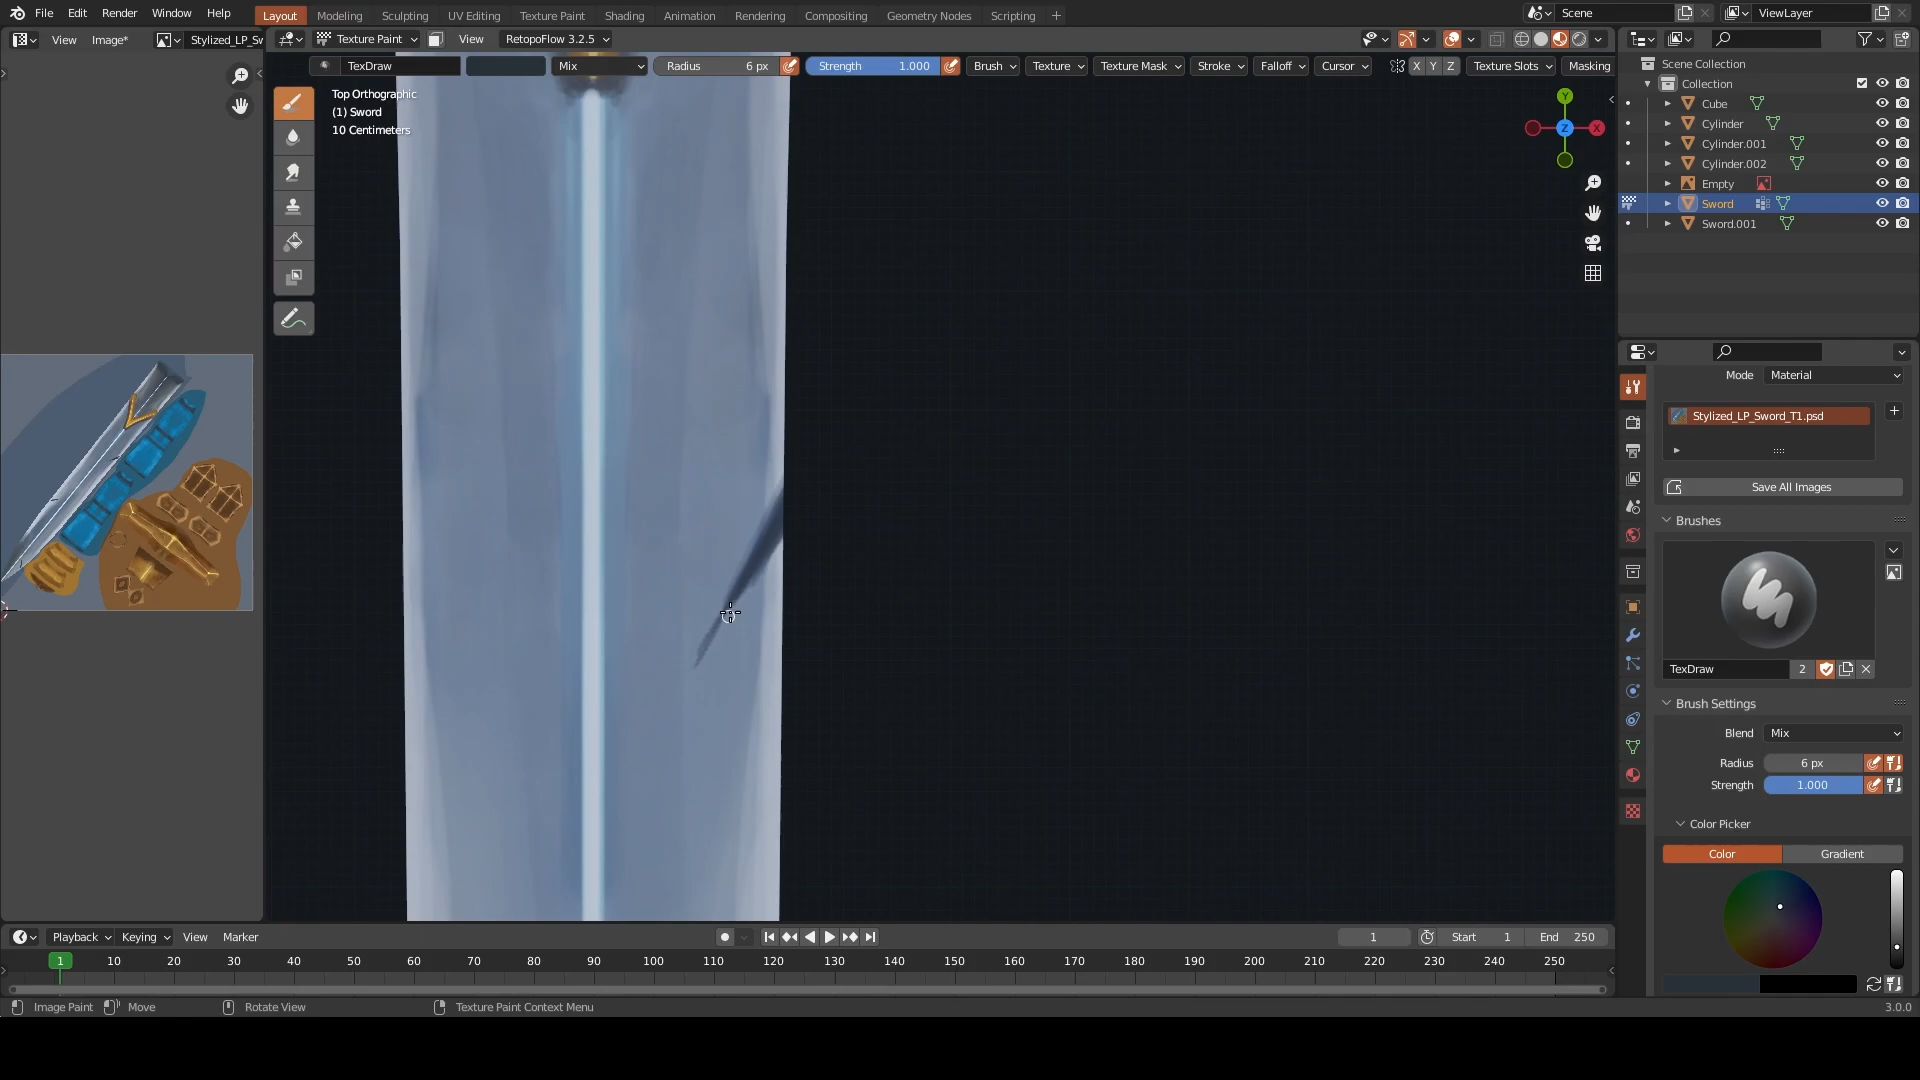 File Edit Render Window Help
Layout Modeling Sculpting UV Editing Texture Paint Shading Animation Rendering Compositing Geometry Nodes Scripting
Scene
ViewLayer
View Image* Stylized_LP_Sw
Texture Paint View RetopoFlow 3.2.5
TexDraw Mix Radius 6 px Strength 1.000 Brush Texture Texture Mask Stroke Falloff Cursor X Y Z Texture Slots Masking
Top Orthographic
(1) Sword
10 Centimeters
Y
Z
X
Scene Collection
Collection
Cube
Cylinder
Cylinder.001
Cylinder.002
Empty
Sword
Sword.001
Mode Material
Stylized_LP_Sword_T1.psd
Save All Images
Brushes
TexDraw 2
Brush Settings
Blend Mix
Radius 6 px
Strength 1.000
Color Picker
Color Gradient
Playback Keying View Marker
1 Start 1 End 250
1 10 20 30 40 50 60 70 80 90 100 110 120 130 140 150 160 170 180 190 200 210 220 230 240 250
Image Paint Move Rotate View Texture Paint Context Menu 3.0.0